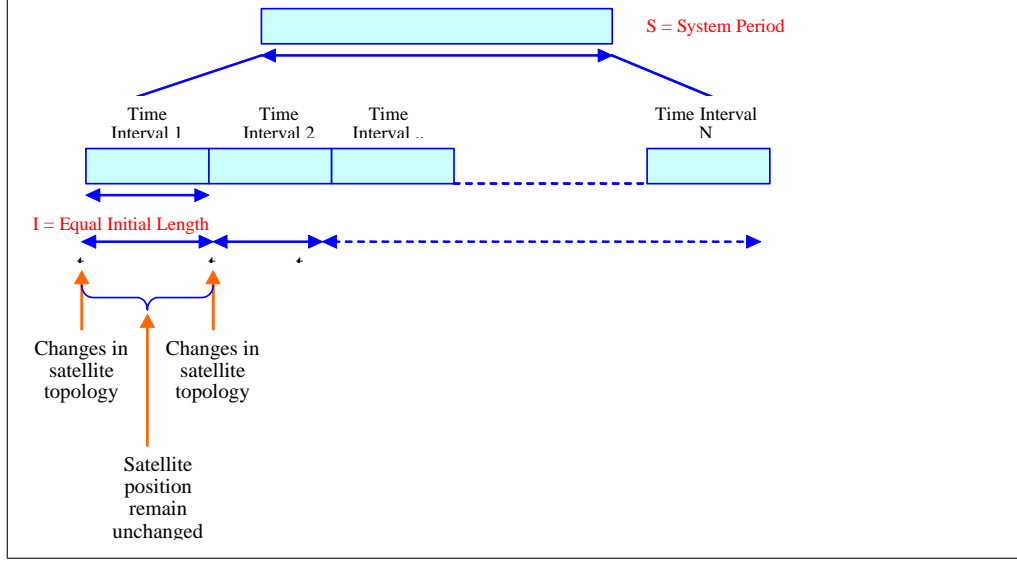 S = System Period
Time
Interval 1
Time
Interval 2
Time
Interval ..
Time Interval
N
I = Equal Initial Length
Changes in
satellite
topology
Changes in
satellite
topology
Satellite
position
remain
unchanged